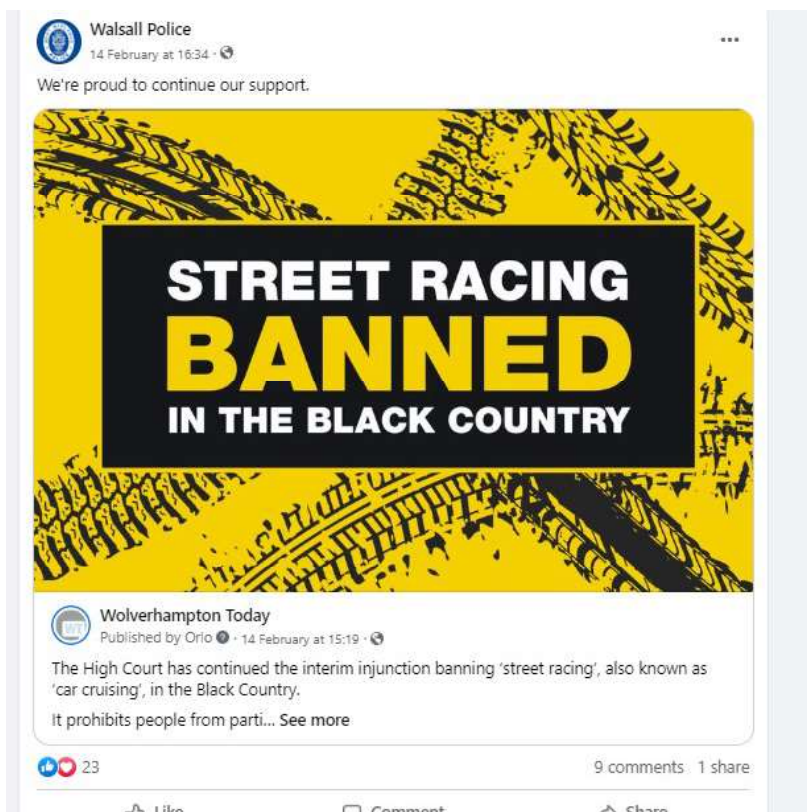 Walsall Police
14 February at 16:34 ·
We're proud to continue our support.
STREET RACING
BANNED
IN THE BLACK COUNTRY
WT
Wolverhampton Today
Published by Orlo · 14 February at 15:19 ·
The High Court has continued the interim injunction banning 'street racing', also known as
'car cruising', in the Black Country.
It prohibits people from parti... See more
23
9 comments 1 share
Like Comment Share